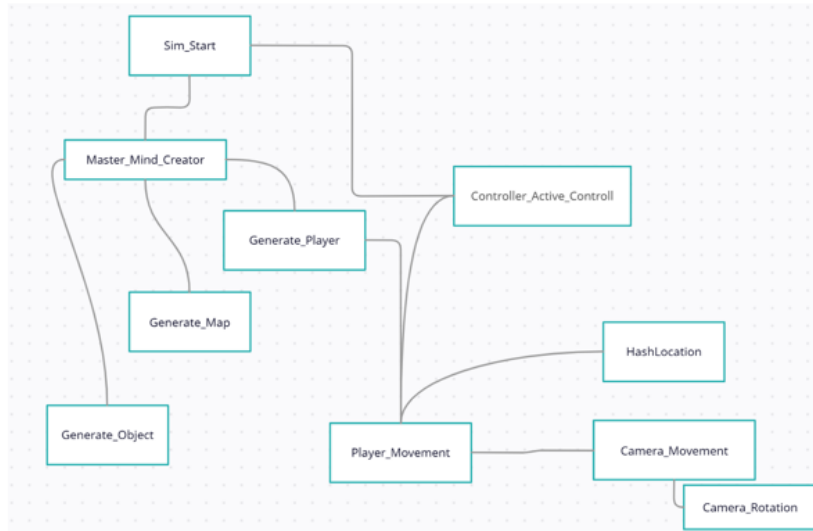 Sim_Start
Master_Mind_Creator
Controller_Active_Controll
Generate_Player
Generate_Map
HashLocation
Generate_Object
Player_Movement
Camera_Movement
Camera_Rotation